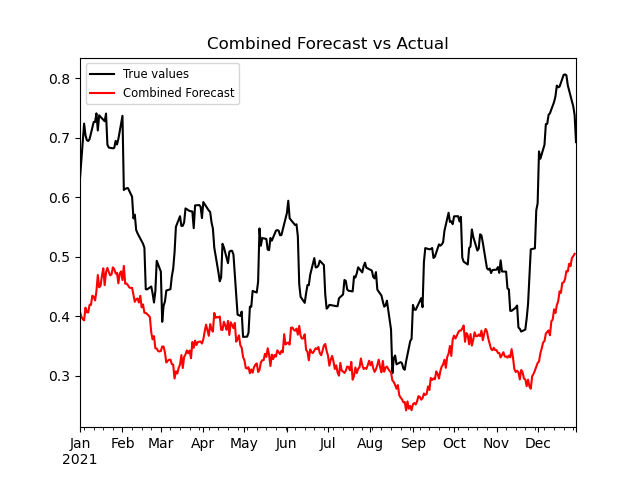 Combined Forecast vs Actual
True values
Combined Forecast
0.8
0.7
0.6
0.5
0.4
0.3
Jan Feb Mar Apr May Jun Jul Aug Sep Oct Nov Dec
2021